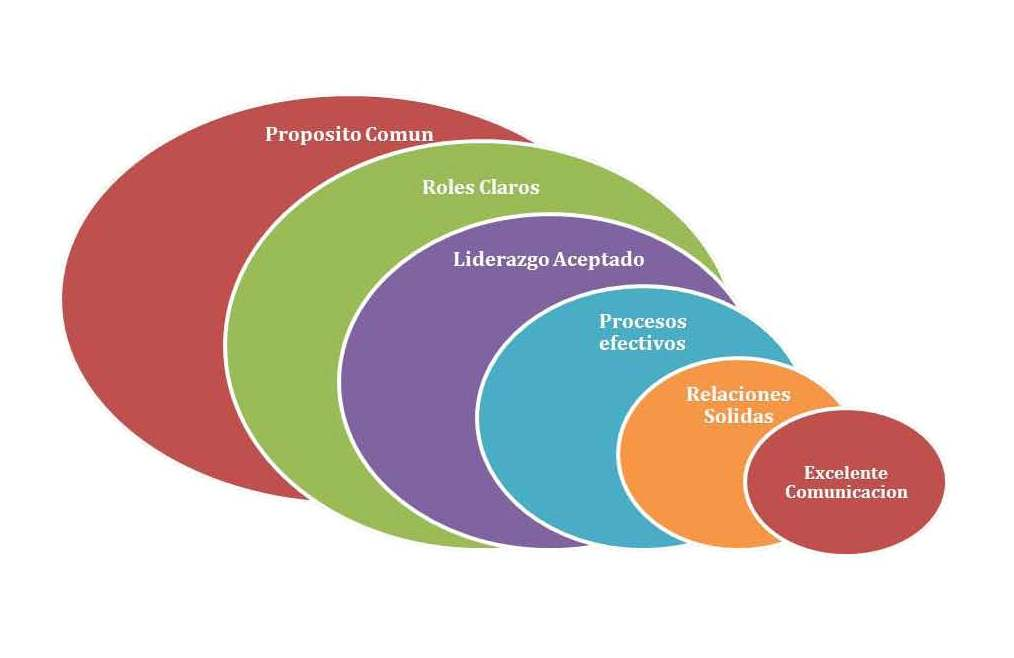 Proposito Comun
Roles Claros
Liderazgo Aceptado
Procesos
efectivos
Relaciones
Solidas
Excelente
Comunicacion